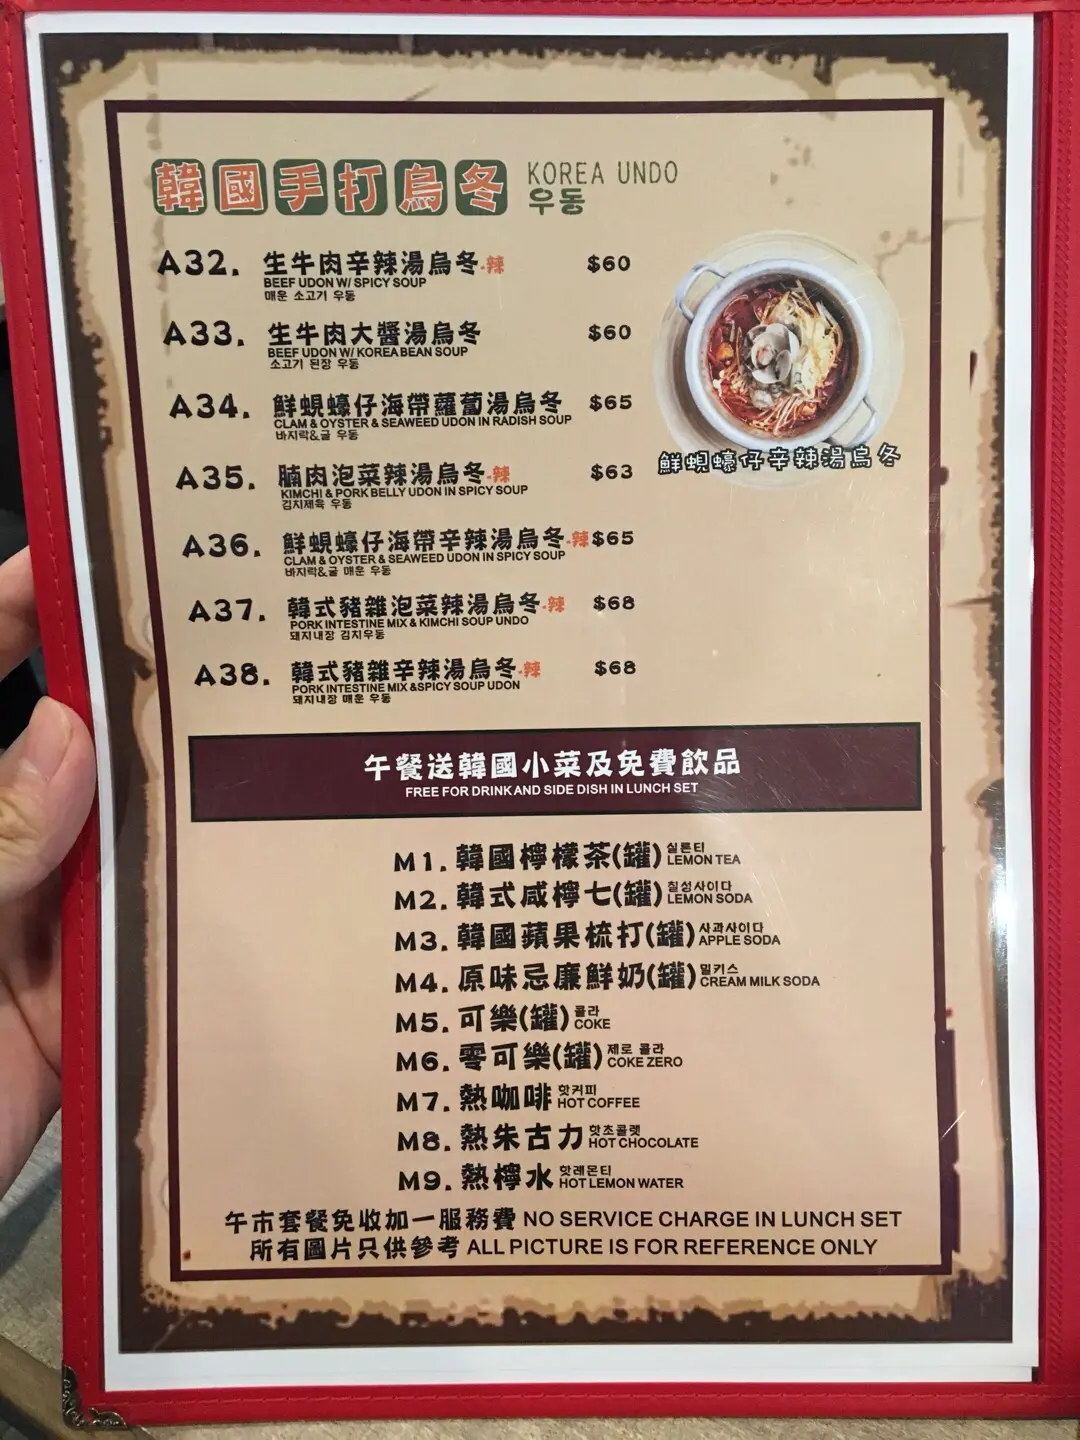 韓國手打烏冬 KOREA UNDO
우동
A32. 生牛肉辛辣湯烏冬-辣 $60
BEEF UDON W/ SPICY SOUP
매운 소고기 우동
A33. 生牛肉大醬湯烏冬 $60
BEEF UDON W/ KOREA BEAN SOUP
소고기 된장 우동
A34. 鮮蜆蠔仔海帶蘿蔔湯烏冬 $65
CLAM & OYSTER & SEAWEED UDON IN RADISH SOUP
바지락&굴 우동
A35. 腩肉泡菜辣湯烏冬-辣 $63
KIMCHI & PORK BELLY UDON IN SPICY SOUP
김치제육 우동
A36. 鮮蜆蠔仔海帶辛辣湯烏冬-辣 $65
CLAM & OYSTER & SEAWEED UDON IN SPICY SOUP
바지락&굴 매운 우동
A37. 韓式豬雜泡菜辣湯烏冬-辣 $68
PORK INTESTINE MIX & KIMCHI SOUP UNDO
돼지내장 김치우동
A38. 韓式豬雜辛辣湯烏冬-辣 $68
PORK INTESTINE MIX &SPICY SOUP UDON
돼지내장 매운 우동
鮮蜆蠔仔辛辣湯烏冬
午餐送韓國小菜及免費飲品
FREE FOR DRINK AND SIDE DISH IN LUNCH SET
M1. 韓國檸檬茶(罐) 실론티 LEMON TEA
M2. 韓式咸檸七(罐) 칠성사이다 LEMON SODA
M3. 韓國蘋果梳打(罐) 사과사이다 APPLE SODA
M4. 原味忌廉鮮奶(罐) 밀키스 CREAM MILK SODA
M5. 可樂(罐) 콜라 COKE
M6. 零可樂(罐) 제로 콜라 COKE ZERO
M7. 熱咖啡 핫커피 HOT COFFEE
M8. 熱朱古力 핫초콜렛 HOT CHOCOLATE
M9. 熱檸水 핫레몬티 HOT LEMON WATER
午市套餐免收加一服務費 NO SERVICE CHARGE IN LUNCH SET
所有圖片只供參考 ALL PICTURE IS FOR REFERENCE ONLY